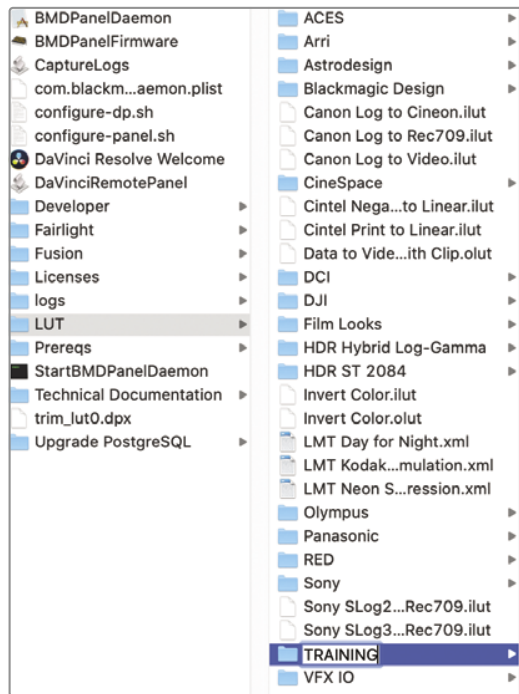 BMDPanelDaemon
BMDPanelFirmware
CaptureLogs
com.blackm...aemon.plist
configure-dp.sh
configure-panel.sh
DaVinci Resolve Welcome
DaVinciRemotePanel
Developer
Fairlight
Fusion
Licenses
logs
LUT
Prereqs
StartBMDPanelDaemon
Technical Documentation
trim_lut0.dpx
Upgrade PostgreSQL
ACES
Arri
Astrodesign
Blackmagic Design
Canon Log to Cineon.ilut
Canon Log to Rec709.ilut
Canon Log to Video.ilut
CineSpace
Cintel Nega...to Linear.ilut
Cintel Print to Linear.ilut
Data to Vide...ith Clip.olut
DCI
DJI
Film Looks
HDR Hybrid Log-Gamma
HDR ST 2084
Invert Color.ilut
Invert Color.olut
LMT Day for Night.xml
LMT Kodak...mulation.xml
LMT Neon S...ression.xml
Olympus
Panasonic
RED
Sony
Sony SLog2...Rec709.ilut
Sony SLog3...Rec709.ilut
TRAINING
VFX IO